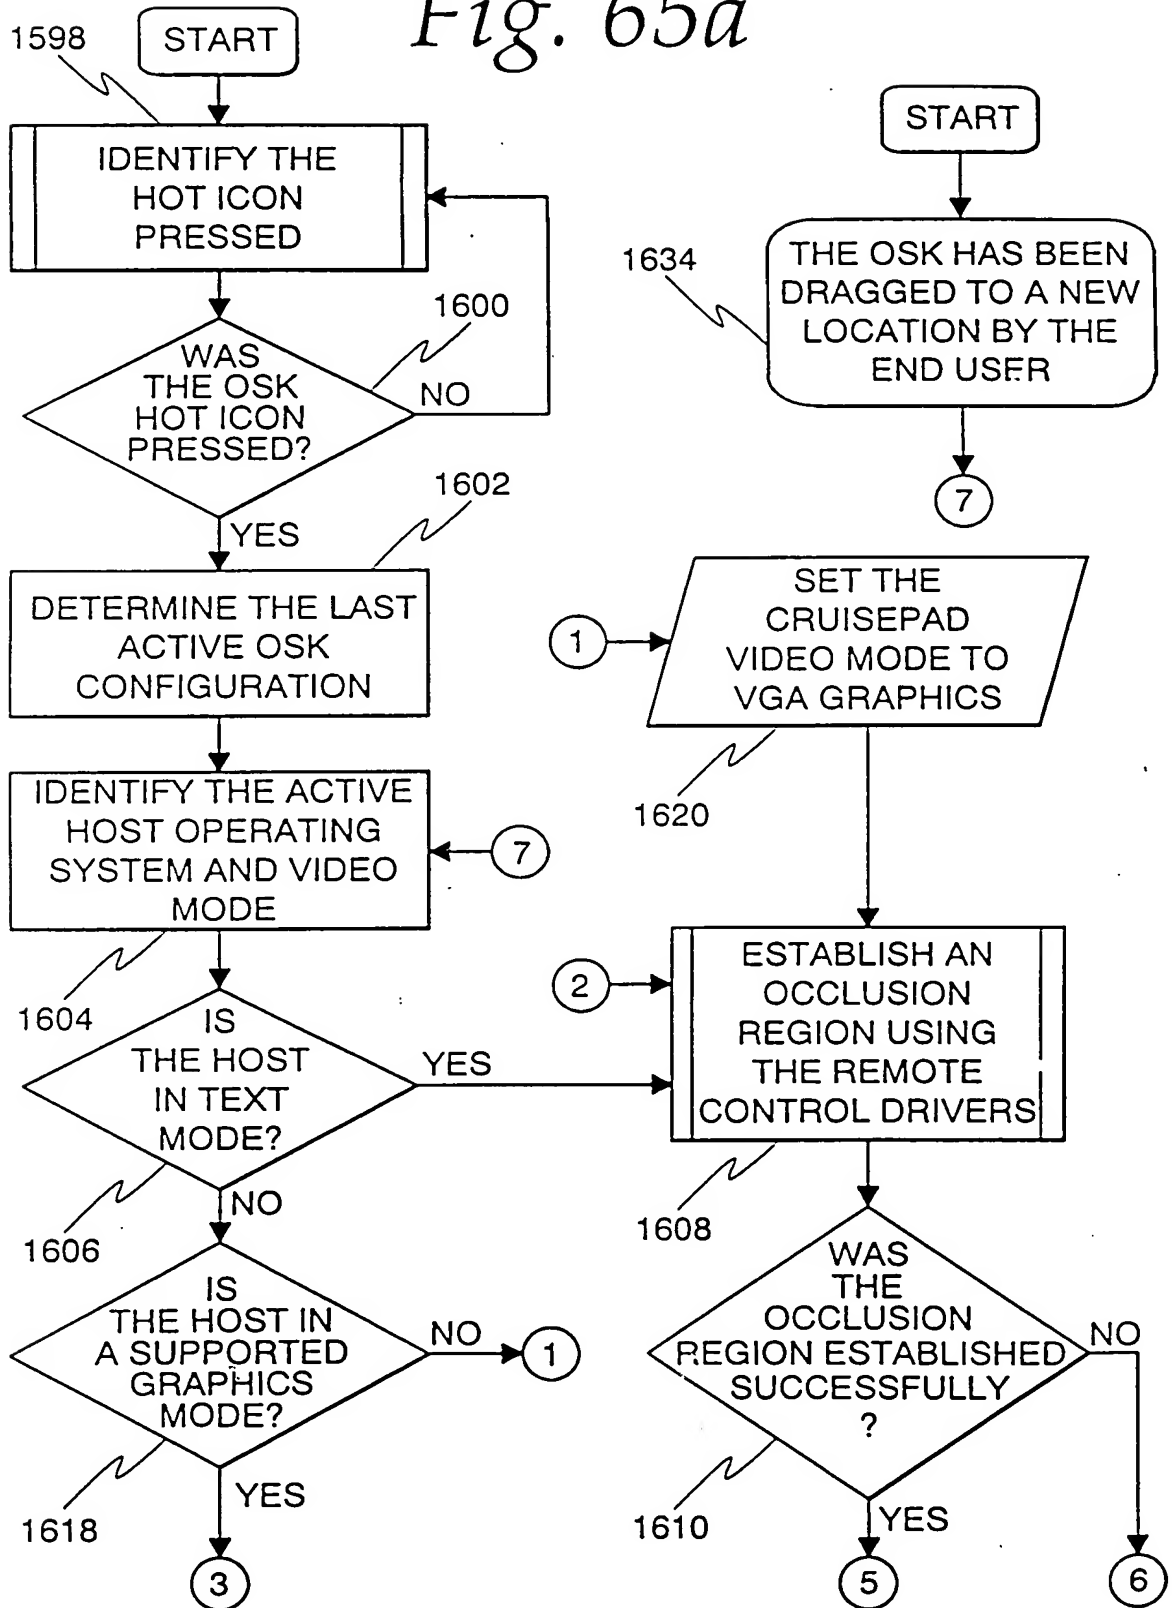 Fig. 65a
1598
START
IDENTIFY THE
HOT ICON
PRESSED
1600
WAS
THE OSK
HOT ICON
PRESSED?
NO
YES
1602
DETERMINE THE LAST
ACTIVE OSK
CONFIGURATION
IDENTIFY THE ACTIVE
HOST OPERATING
SYSTEM AND VIDEO
MODE
7
1604
IS
THE HOST
IN TEXT
MODE?
YES
NO
1606
IS
THE HOST IN
A SUPPORTED
GRAPHICS
MODE?
NO
1
YES
1618
3
START
1634
THE OSK HAS BEEN
DRAGGED TO A NEW
LOCATION BY THE
END USER
7
1
SET THE
CRUISEPAD
VIDEO MODE TO
VGA GRAPHICS
1620
2
ESTABLISH AN
OCCLUSION
REGION USING
THE REMOTE
CONTROL DRIVERS
1608
WAS
THE
OCCLUSION
REGION ESTABLISHED
SUCCESSFULLY
?
NO
YES
1610
5
6